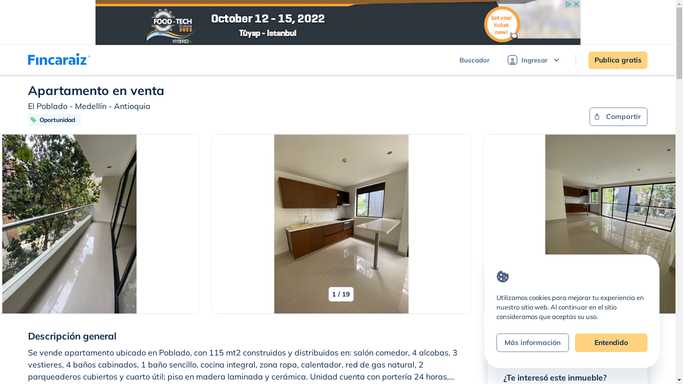 FOOD-TECH
October 12 - 15, 2022
Tüyap - Istanbul
Get your
ticket
now!
Fincaraiz
Buscador
Ingresar
Publica gratis
Apartamento en venta
El Poblado - Medellín - Antioquia
Oportunidad
Compartir
1 / 19
Utilizamos cookies para mejorar tu experiencia en
nuestro sitio web. Al continuar en el sitio
consideramos que aceptas su uso.
Más información
Entendido
Descripción general
Se vende apartamento ubicado en Poblado, con 115 mt2 construidos y distribuidos en: salón comedor, 4 alcobas, 3
vestieres, 4 baños cabinados, 1 baño sencillo, cocina integral, zona ropa, calentador, red de gas natural, 2
parqueaderos cubiertos y cuarto útil; piso en madera laminada y cerámica. Unidad cuenta con portería 24 horas,...
¿Te interesó este inmueble?